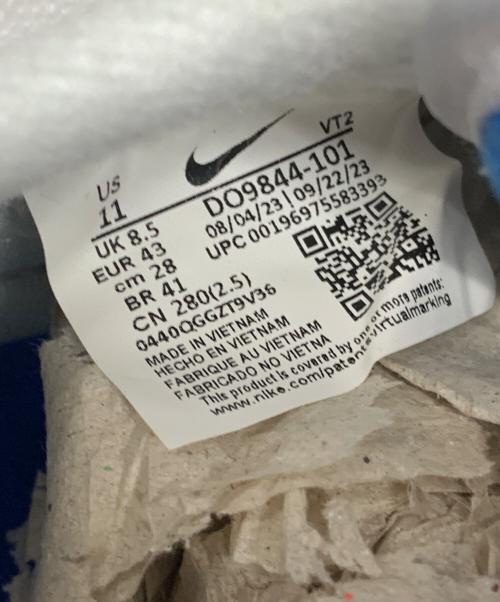 VT2
US
11
DO9844-101
08/04/23 | 09/22/23
UPC 00196975583393
UK 8.5
EUR 43
cm 28
BR 41
CN 280(2.5)
0440QGGZT9V36
MADE IN VIETNAM
HECHO EN VIETNAM
FABRIQUE AU VIETNAM
FABRICADO NO VIETNA
This product is covered by one or more patents:
www.nike.com/patents-virtualmarking